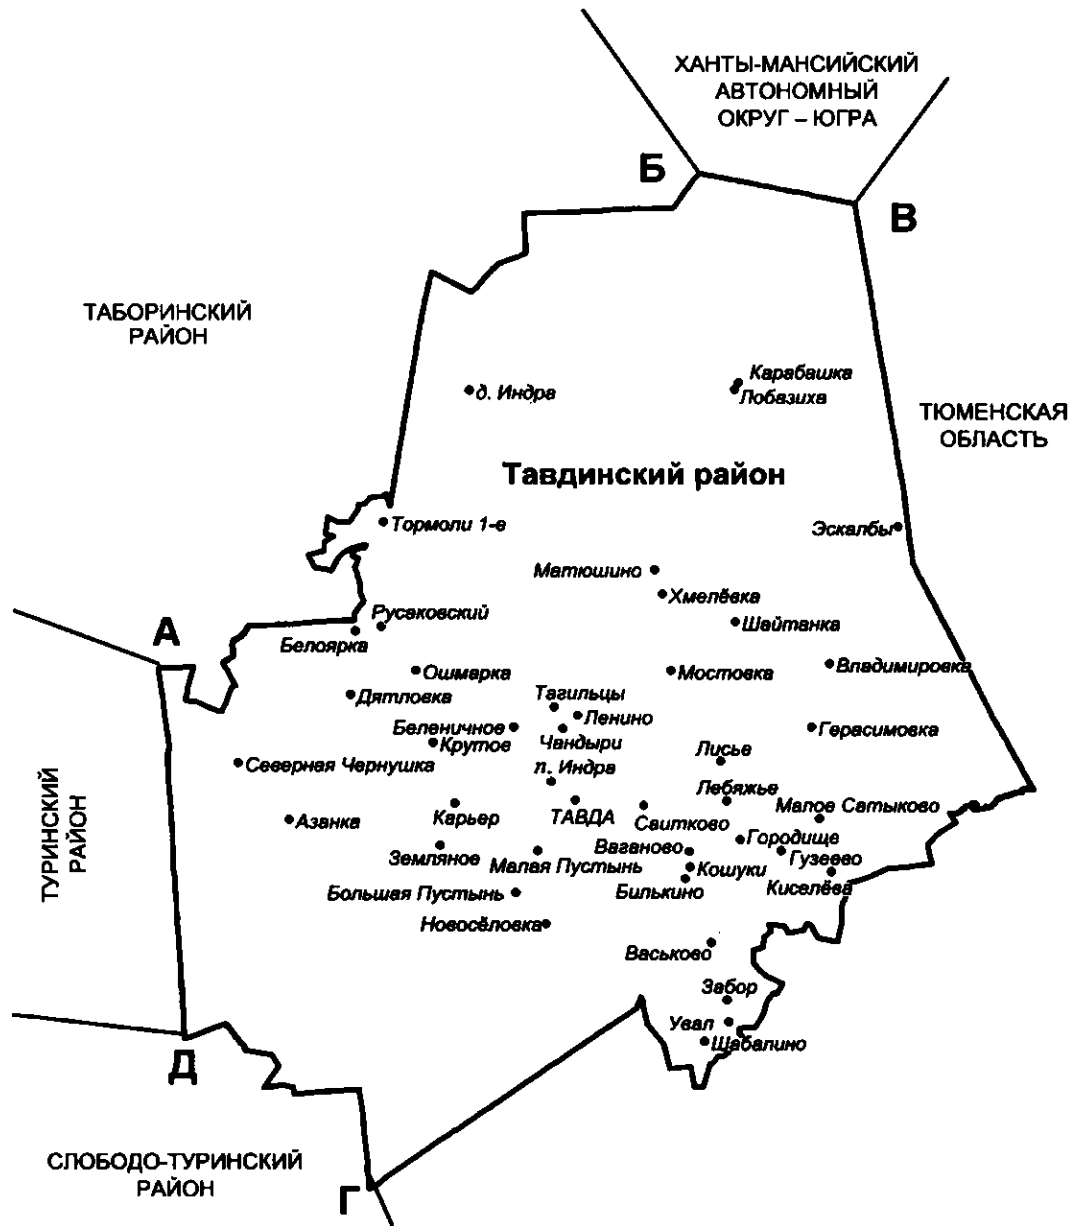 ХАНТЫ-МАНСИЙСКИЙ
АВТОНОМНЫЙ
ОКРУГ – ЮГРА
Б
В
ТАБОРИНСКИЙ
РАЙОН
Карабашка
д. Индра
Лобазиха
ТЮМЕНСКАЯ
ОБЛАСТЬ
Тавдинский район
Тормоли 1-е
Эскалбы
Матюшино
Хмелёвка
Русаковский
Шайтанка
А
Белоярка
Ошмарка
Мостовка
Владимировка
Дятловка
Тагильцы
Ленино
Беленичное
Герасимовка
Крутое
Чандыри
Лисье
Северная Чернушка
п. Индра
Лебяжье
Малое Сатыково
ТУРИНСКИЙ
РАЙОН
Азанка
Карьер
ТАВДА
Саитково
Городище
Ваганово
Земляное
Малая Пустынь
Гузеево
Кошуки
Киселёва
Большая Пустынь
Билькино
Новосёловка
Васьково
Забор
Увал
Шабалино
Д
СЛОБОДО-ТУРИНСКИЙ
РАЙОН
Г